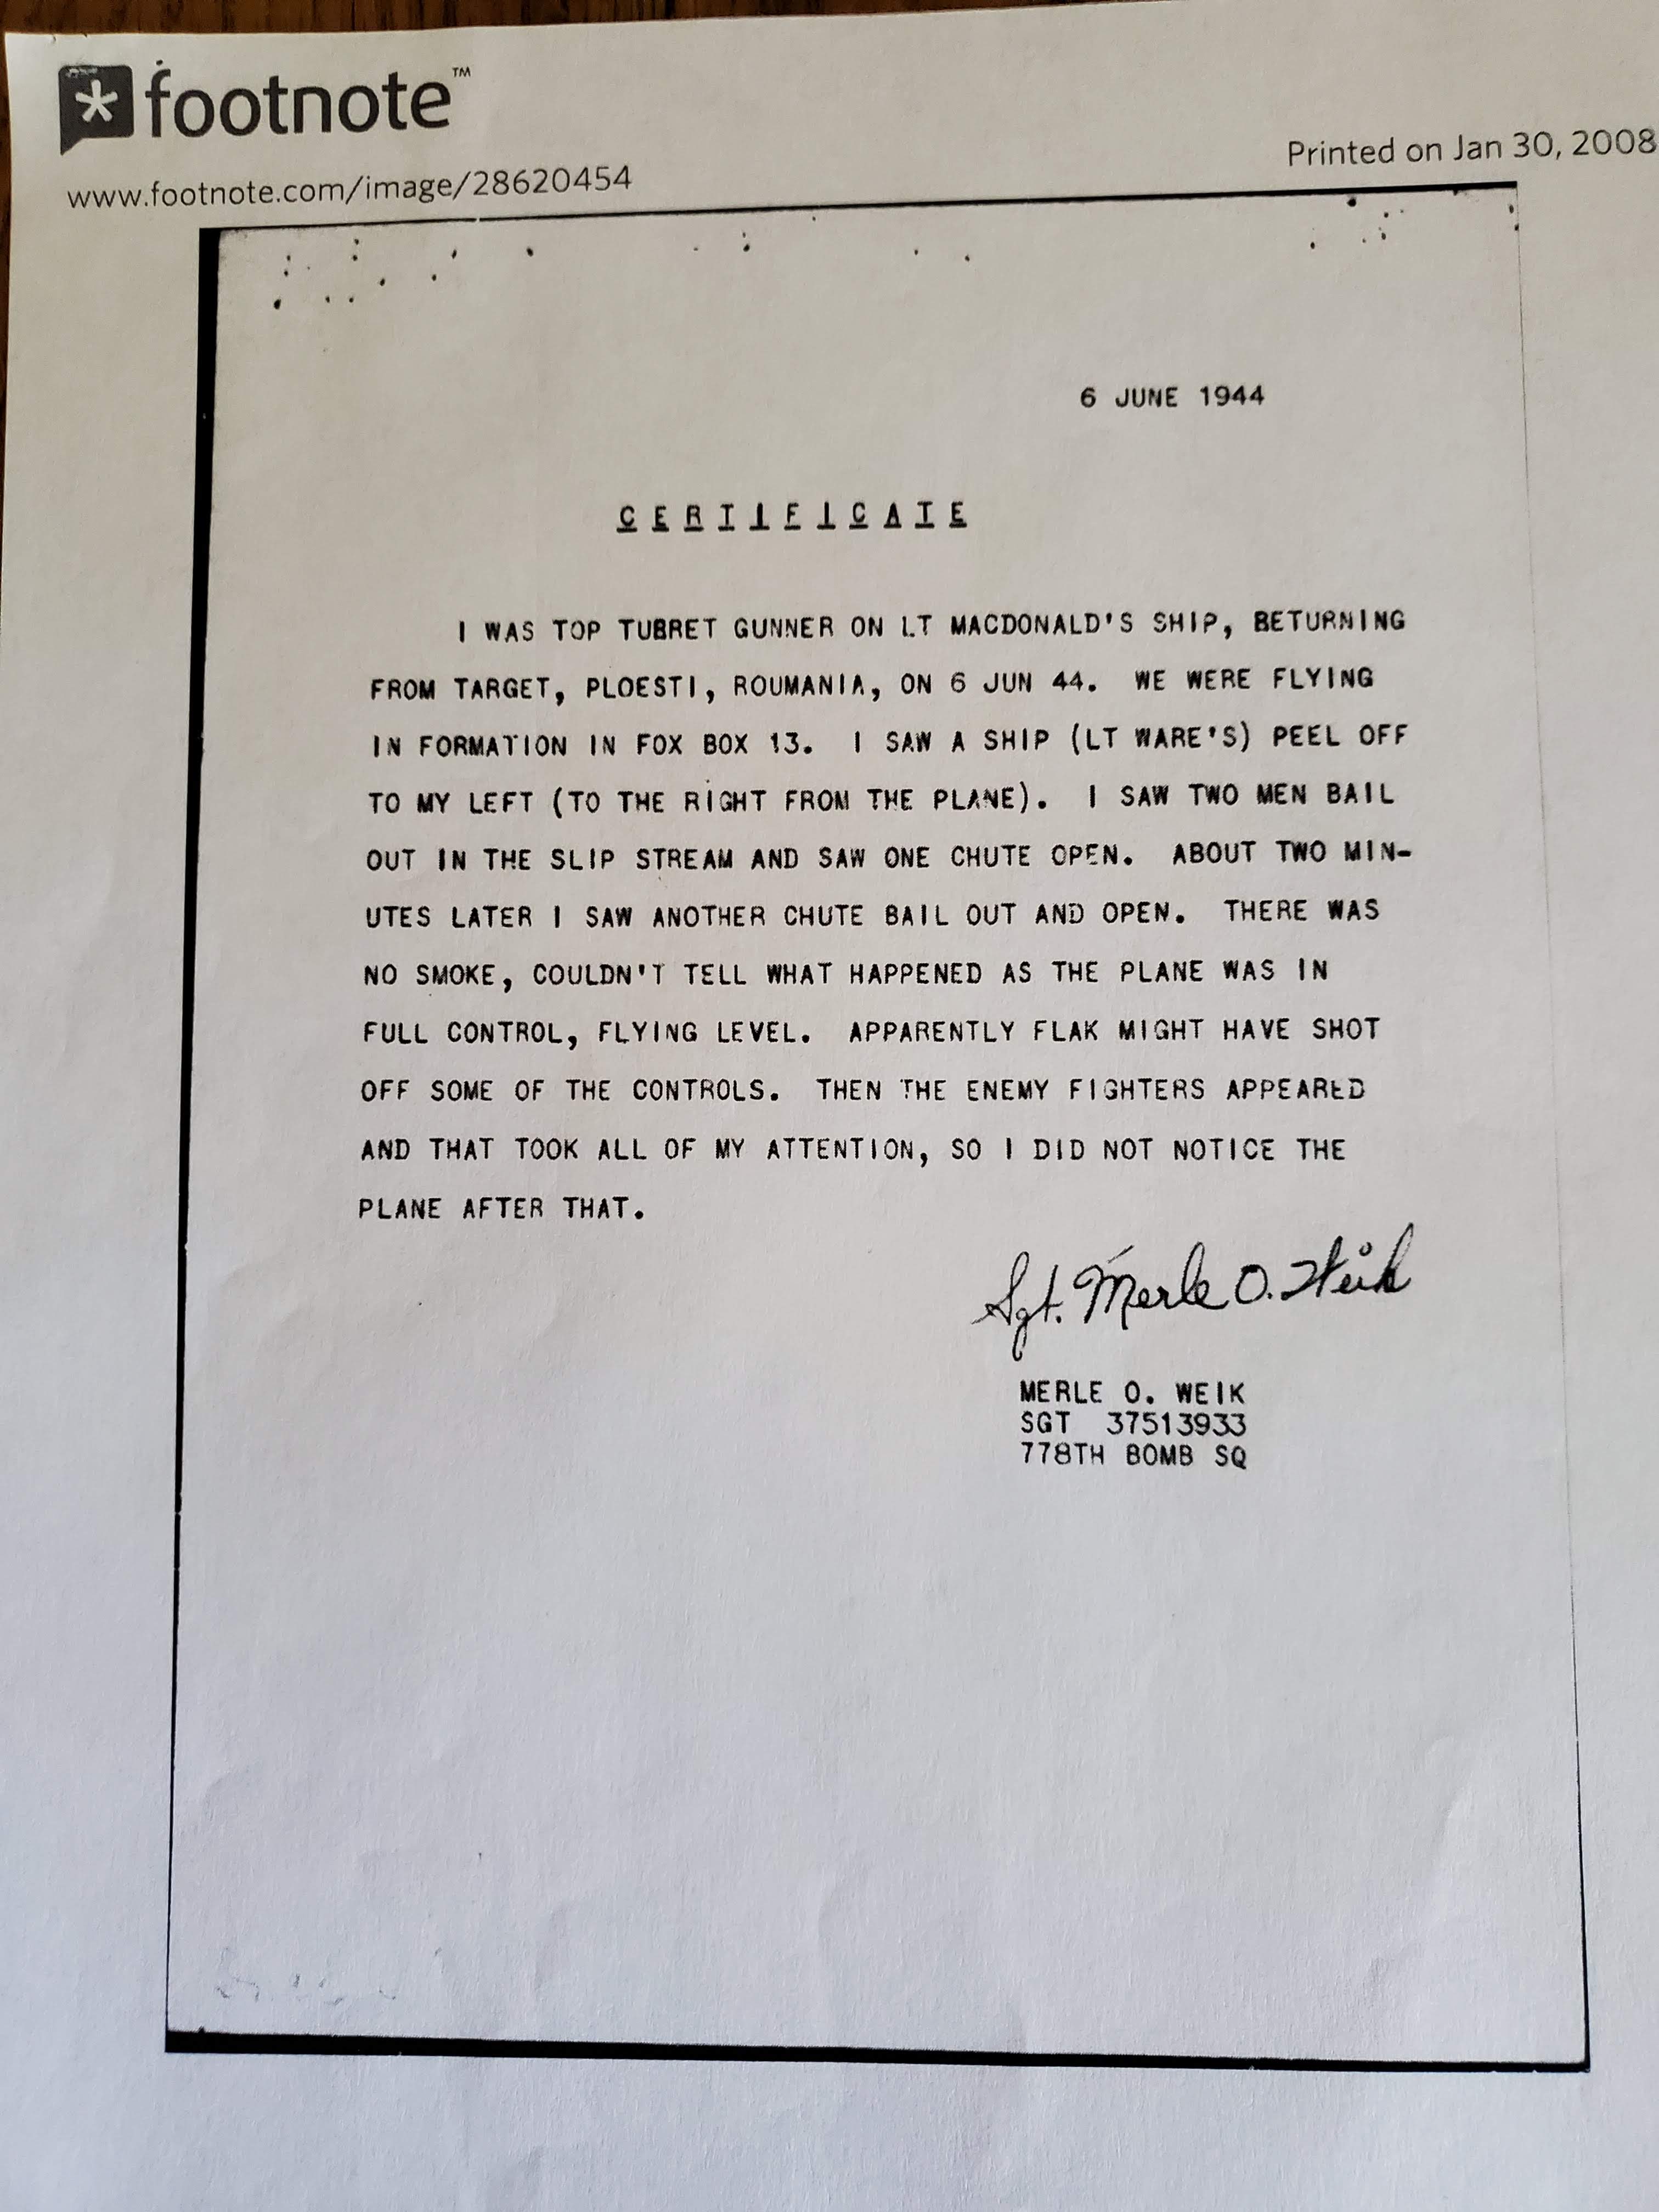 footnote™
Printed on Jan 30, 2008
www.footnote.com/image/28620454
6 JUNE 1944
CERTIFICATE
I WAS TOP TURRET GUNNER ON LT MACDONALD'S SHIP, RETURNING
FROM TARGET, PLOESTI, ROUMANIA, ON 6 JUN 44. WE WERE FLYING
IN FORMATION IN FOX BOX 13. I SAW A SHIP (LT WARE'S) PEEL OFF
TO MY LEFT (TO THE RIGHT FROM THE PLANE). I SAW TWO MEN BAIL
OUT IN THE SLIP STREAM AND SAW ONE CHUTE OPEN. ABOUT TWO MIN-
UTES LATER I SAW ANOTHER CHUTE BAIL OUT AND OPEN. THERE WAS
NO SMOKE, COULDN'T TELL WHAT HAPPENED AS THE PLANE WAS IN
FULL CONTROL, FLYING LEVEL. APPARENTLY FLAK MIGHT HAVE SHOT
OFF SOME OF THE CONTROLS. THEN THE ENEMY FIGHTERS APPEARED
AND THAT TOOK ALL OF MY ATTENTION, SO I DID NOT NOTICE THE
PLANE AFTER THAT.
Sgt. Merle O. Weik
MERLE O. WEIK
SGT 37513933
778TH BOMB SQ